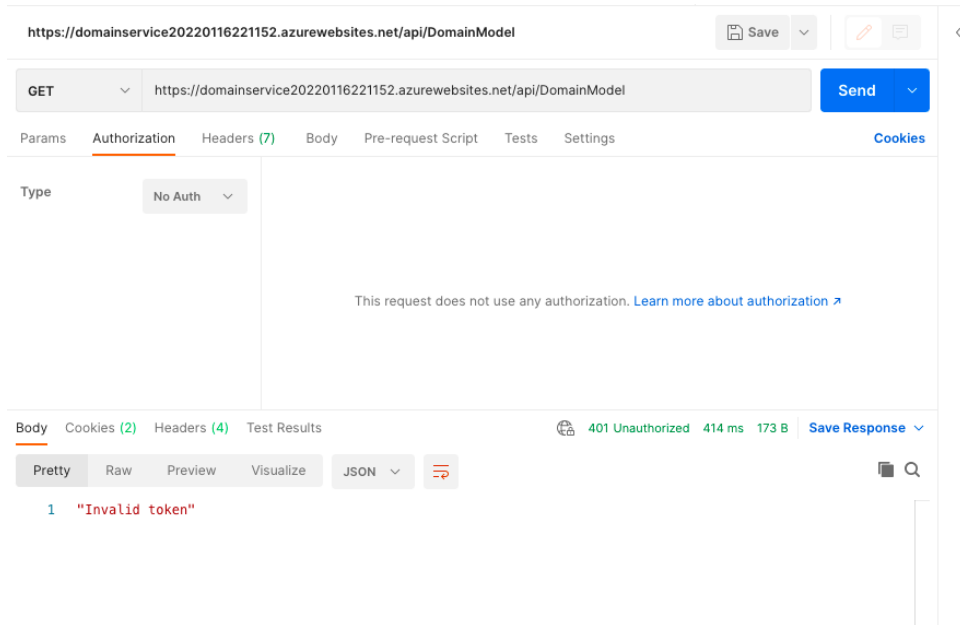 https://domainservice20220116221152.azurewebsites.net/api/DomainModel
Save
GET
https://domainservice20220116221152.azurewebsites.net/api/DomainModel
Send
Params Authorization Headers (7) Body Pre-request Script Tests Settings Cookies
Type
No Auth
This request does not use any authorization. Learn more about authorization ↗
Body Cookies (2) Headers (4) Test Results 401 Unauthorized 414 ms 173 B Save Response
Pretty Raw Preview Visualize JSON
1 "Invalid token"